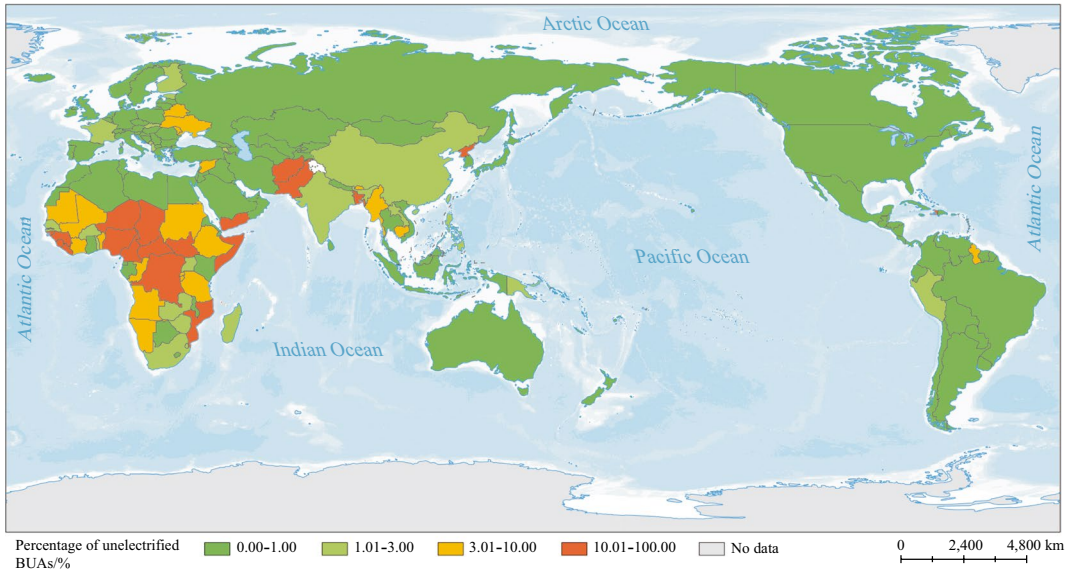 Arctic Ocean
Atlantic Ocean
Pacific Ocean
Atlantic Ocean
Indian Ocean
Percentage of unelectrified
BUAs/%
0.00-1.00
1.01-3.00
3.01-10.00
10.01-100.00
No data
0 2,400 4,800 km